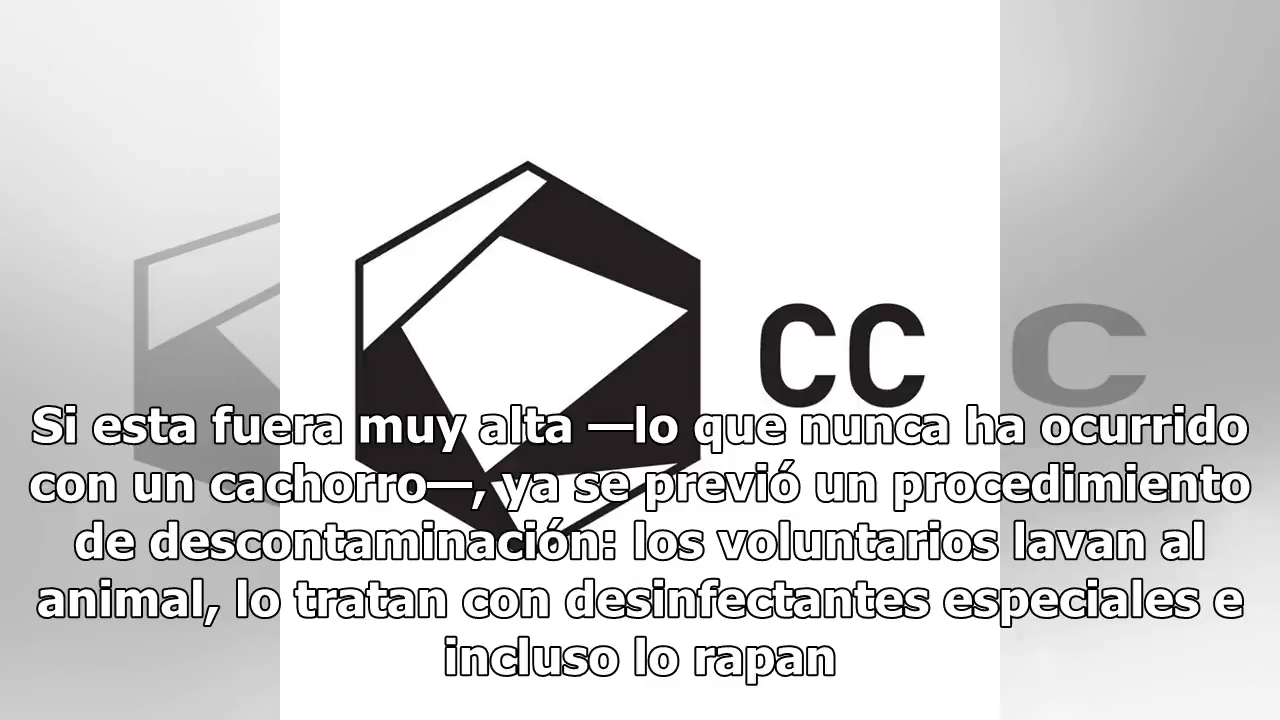 CC
C
Si esta fuera muy alta —lo que nunca ha ocurrido
con un cachorro—, ya se previó un procedimiento
de descontaminación: los voluntarios lavan al
animal, lo tratan con desinfectantes especiales e
incluso lo rapan